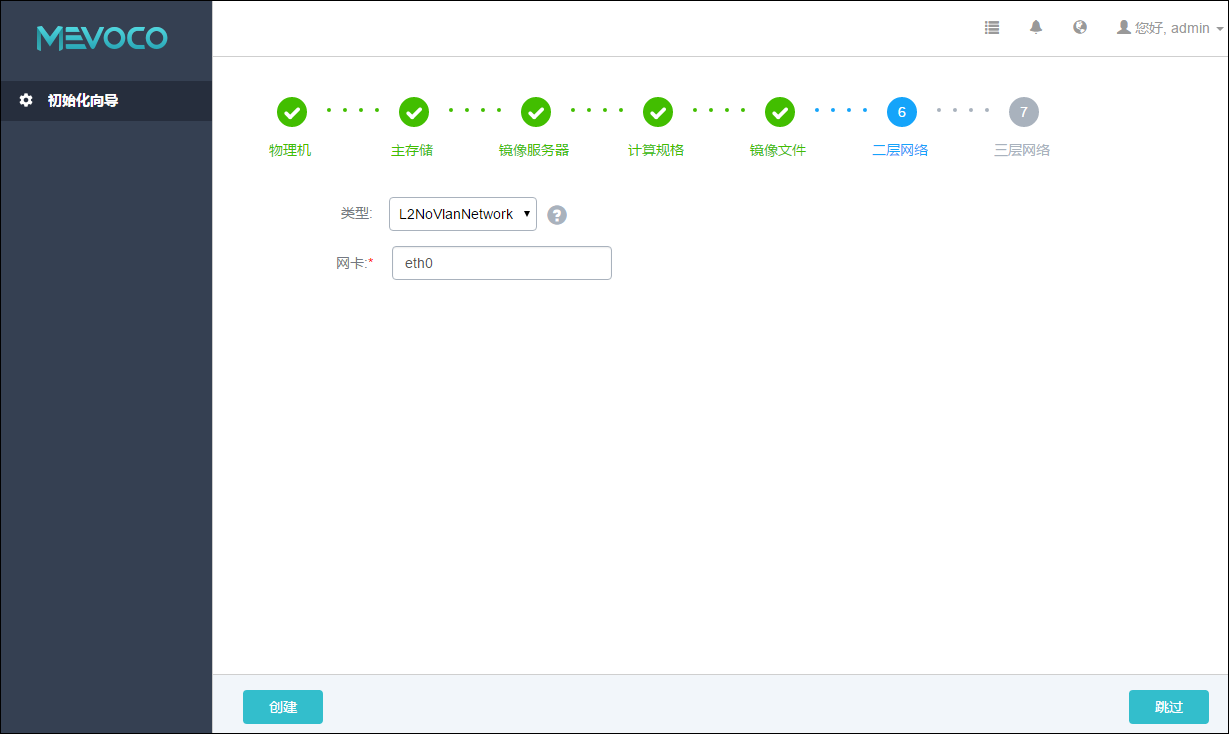 MEVOCO
您好, admin
初始化向导
6
7
物理机
主存储
镜像服务器
计算规格
镜像文件
二层网络
三层网络
类型: L2NoVlanNetwork ?
网卡:* eth0
创建
跳过